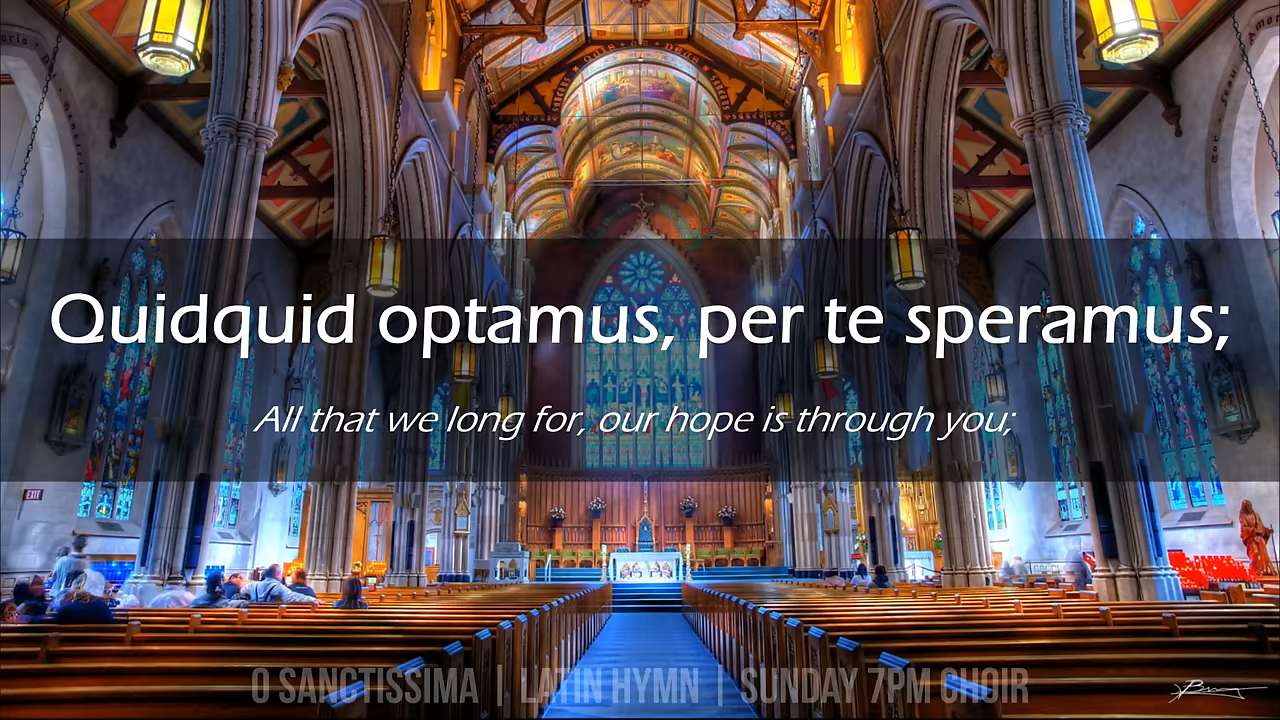 Quidquid optamus, per te speramus;
All that we long for, our hope is through you;
EXIT
O SANCTISSIMA | LATIN HYMN | SUNDAY 7PM CHOIR